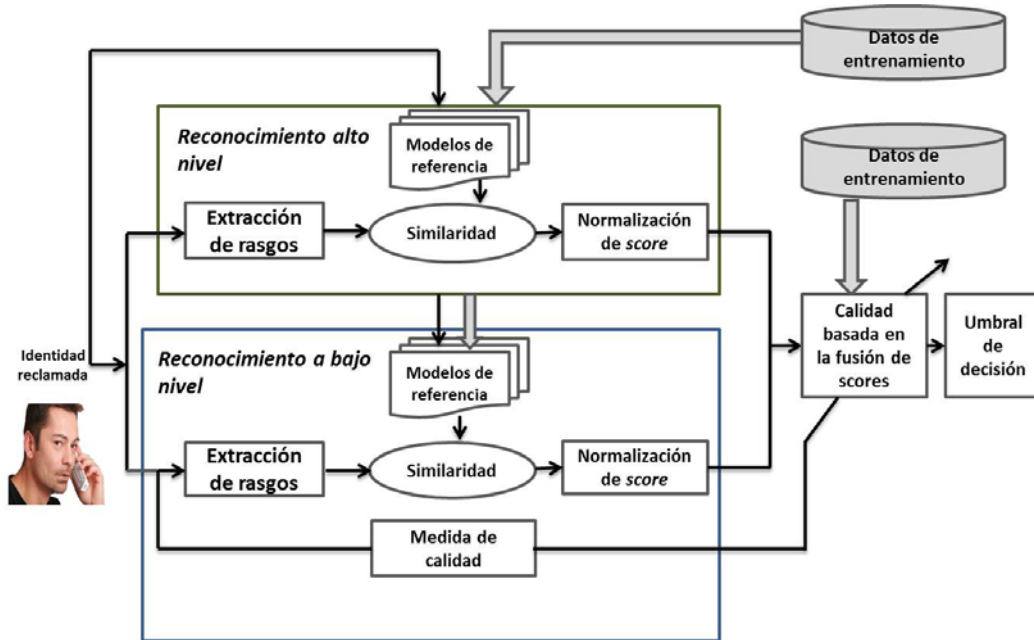 Datos de
entrenamiento
Reconocimiento alto
nivel
Modelos de
referencia
Extracción
de rasgos
Similaridad
Normalización
de score
Datos de
entrenamiento
Identidad
reclamada
Reconocimiento a bajo
nivel
Modelos de
referencia
Extracción
de rasgos
Similaridad
Normalización
de score
Medida de
calidad
Calidad
basada en
la fusión de
scores
Umbral
de
decisión